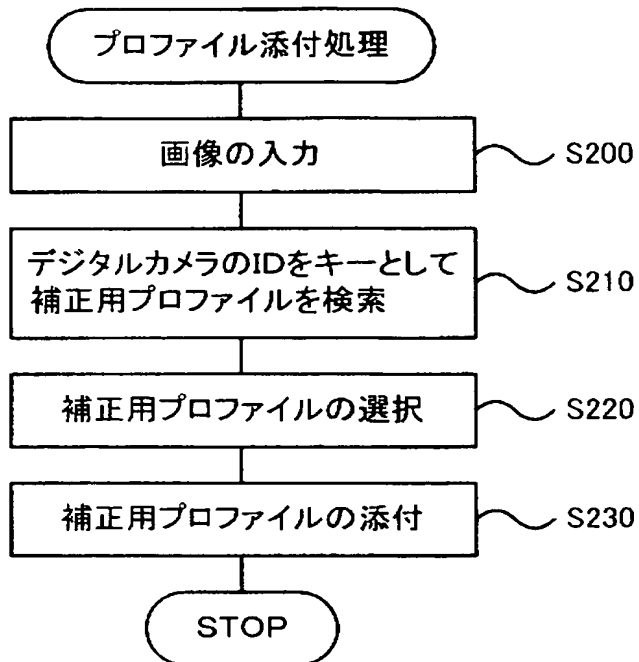 プロファイル添付処理
画像の入力
S200
デジタルカメラのIDをキーとして
補正用プロファイルを検索
S210
補正用プロファイルの選択
S220
補正用プロファイルの添付
S230
STOP